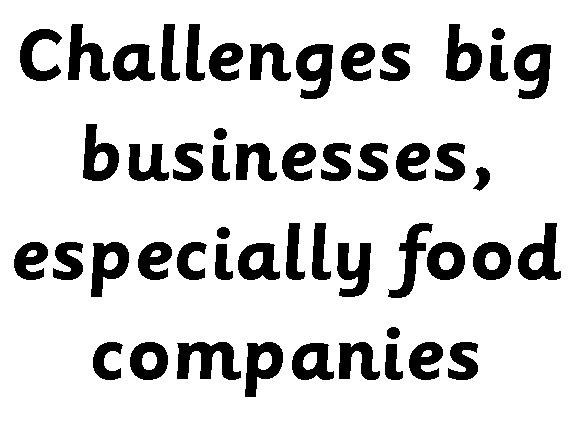 Challenges big
businesses,
especially food
companies